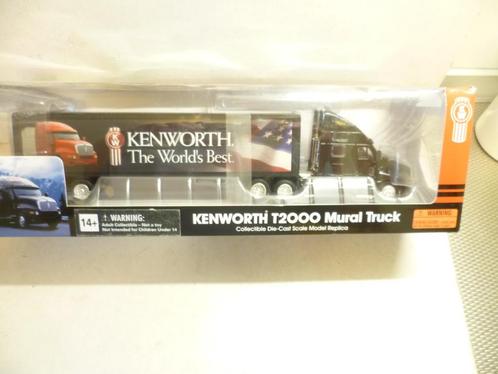 KENWORTH.
The World's Best.
KENWORTH T2000 Mural Truck
Collectible Die-Cast Scale Model Replica
14+
WARNING:
Adult Collectible - Not a toy
Not Intended for Children Under 14
WARNING: